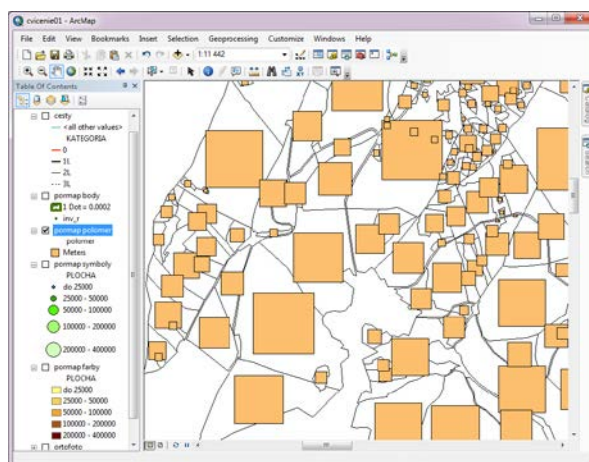 cvicenie01 - ArcMap
File Edit View Bookmarks Insert Selection Geoprocessing Customize Windows Help
1:11 442
Table Of Contents
cesty
<all other values>
KATEGORIA
0
1L
2L
3L
pormap body
1 Dot = 0.0002
inv_r
pormap polomer
polomer
Meters
pormap symboly
PLOCHA
do 25000
25000 - 50000
50000 - 100000
100000 - 200000
200000 - 400000
pormap farby
PLOCHA
do 25000
25000 - 50000
50000 - 100000
100000 - 200000
200000 - 400000
ortofoto